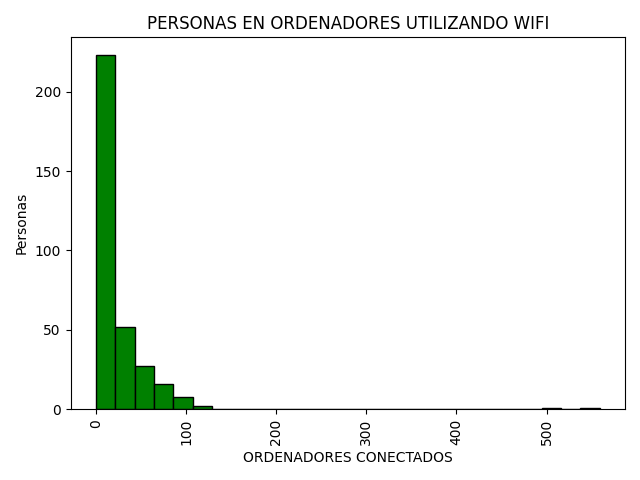 PERSONAS EN ORDENADORES UTILIZANDO WIFI
200
150
100
50
0
Personas
0 100 200 300 400 500
ORDENADORES CONECTADOS